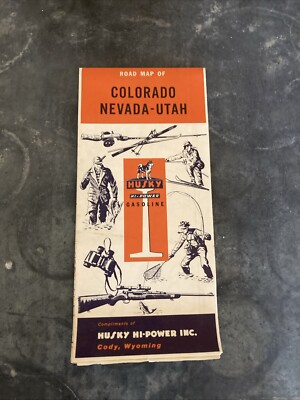 ROAD MAP OF
COLORADO
NEVADA-UTAH
HUSKY
HI-POWER
GASOLINE
Compliments of
HUSKY HI-POWER INC.
Cody, Wyoming